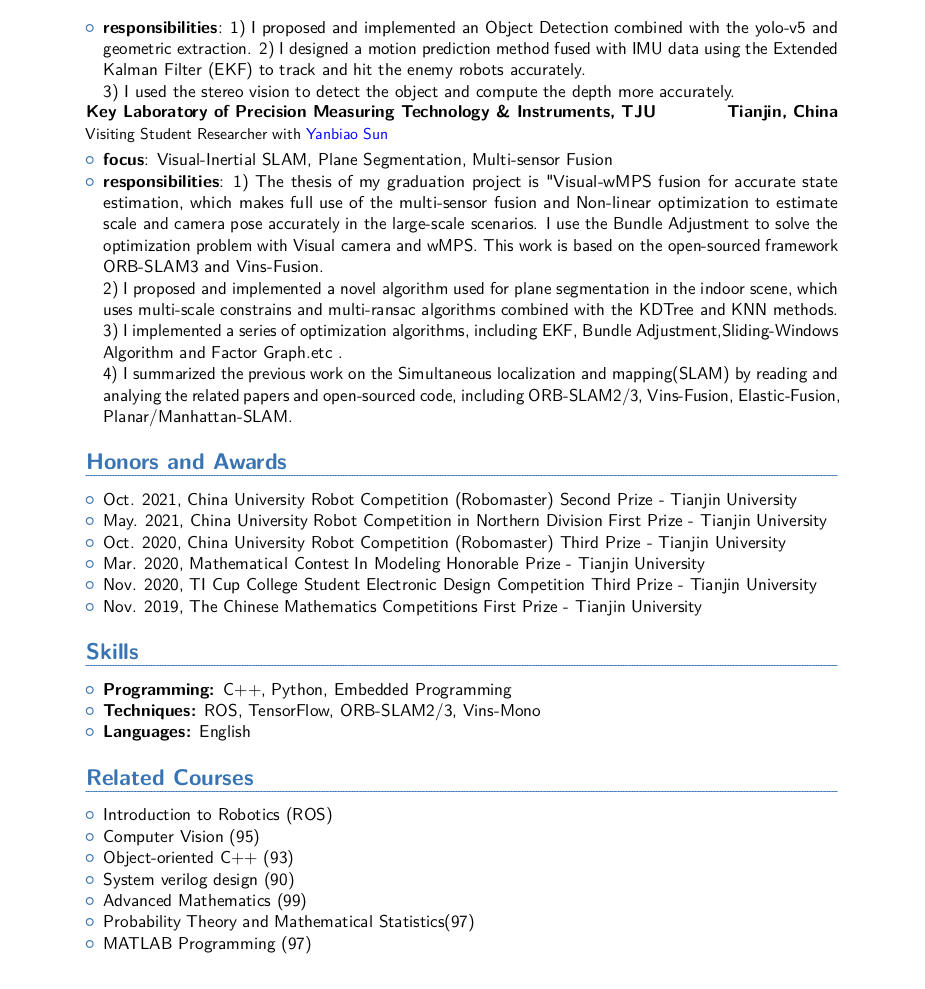 responsibilities: 1) I proposed and implemented an Object Detection combined with the yolo-v5 and
geometric extraction. 2) I designed a motion prediction method fused with IMU data using the Extended
Kalman Filter (EKF) to track and hit the enemy robots accurately.
3) I used the stereo vision to detect the object and compute the depth more accurately.
Key Laboratory of Precision Measuring Technology & Instruments, TJU Tianjin, China
Visiting Student Researcher with Yanbiao Sun
focus: Visual-Inertial SLAM, Plane Segmentation, Multi-sensor Fusion
responsibilities: 1) The thesis of my graduation project is "Visual-wMPS fusion for accurate state
estimation, which makes full use of the multi-sensor fusion and Non-linear optimization to estimate
scale and camera pose accurately in the large-scale scenarios. I use the Bundle Adjustment to solve the
optimization problem with Visual camera and wMPS. This work is based on the open-sourced framework
ORB-SLAM3 and Vins-Fusion.
2) I proposed and implemented a novel algorithm used for plane segmentation in the indoor scene, which
uses multi-scale constrains and multi-ransac algorithms combined with the KDTree and KNN methods.
3) I implemented a series of optimization algorithms, including EKF, Bundle Adjustment,Sliding-Windows
Algorithm and Factor Graph.etc .
4) I summarized the previous work on the Simultaneous localization and mapping(SLAM) by reading and
analying the related papers and open-sourced code, including ORB-SLAM2/3, Vins-Fusion, Elastic-Fusion,
Planar/Manhattan-SLAM.
Honors and Awards
Oct. 2021, China University Robot Competition (Robomaster) Second Prize - Tianjin University
May. 2021, China University Robot Competition in Northern Division First Prize - Tianjin University
Oct. 2020, China University Robot Competition (Robomaster) Third Prize - Tianjin University
Mar. 2020, Mathematical Contest In Modeling Honorable Prize - Tianjin University
Nov. 2020, TI Cup College Student Electronic Design Competition Third Prize - Tianjin University
Nov. 2019, The Chinese Mathematics Competitions First Prize - Tianjin University
Skills
Programming: C++, Python, Embedded Programming
Techniques: ROS, TensorFlow, ORB-SLAM2/3, Vins-Mono
Languages: English
Related Courses
Introduction to Robotics (ROS)
Computer Vision (95)
Object-oriented C++ (93)
System verilog design (90)
Advanced Mathematics (99)
Probability Theory and Mathematical Statistics(97)
MATLAB Programming (97)